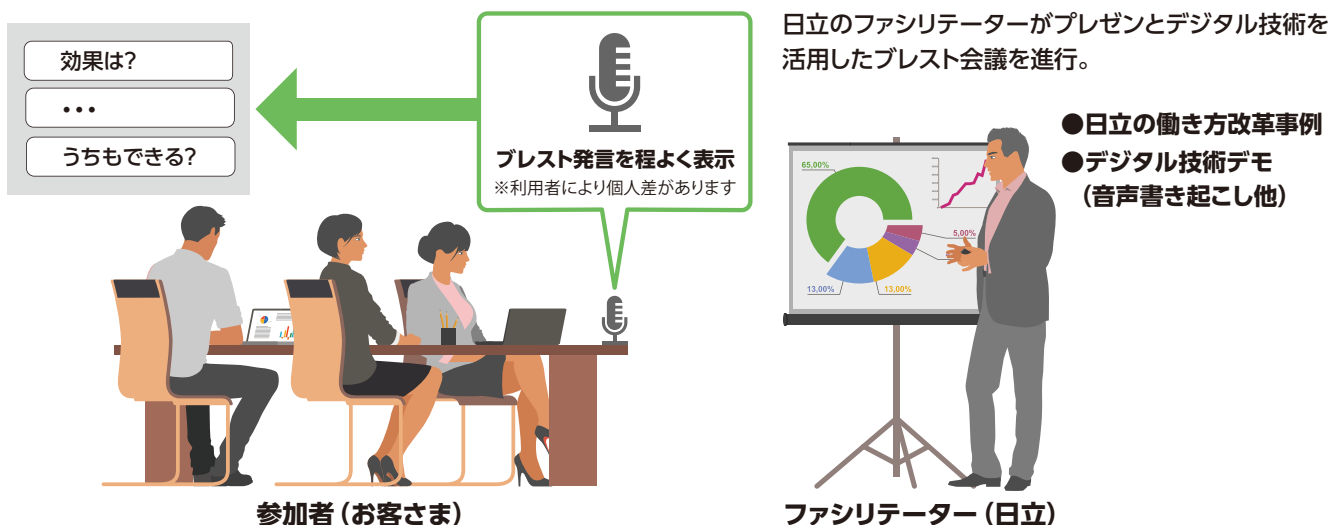 効果は?
・・・
うちもできる?
ブレスト発言を程よく表示
※利用者により個人差があります
日立のファシリテーターがプレゼンとデジタル技術を
活用したブレスト会議を進行。
●日立の働き方改革事例
●デジタル技術デモ
(音声書き起こし他)
65,00%
5,00%
13,00%
13,00%
参加者(お客さま)
ファシリテーター(日立)